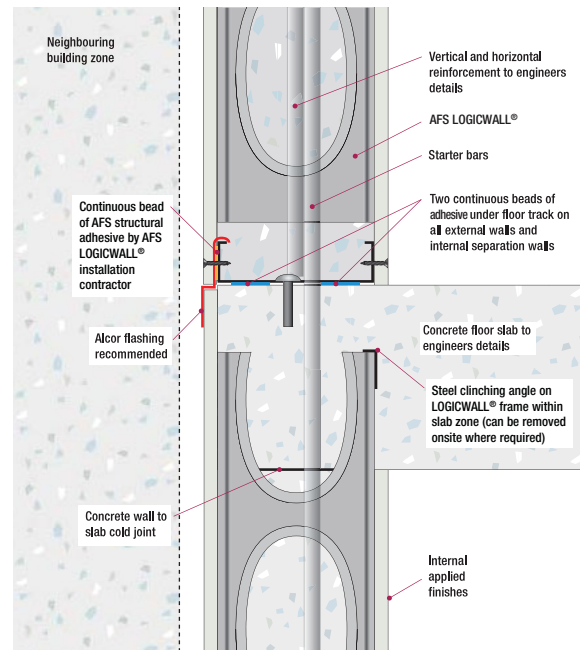 Neighbouring
building zone
Vertical and horizontal
reinforcement to engineers
details
AFS LOGICWALL®
Starter bars
Continuous bead
of AFS structural
adhesive by AFS
LOGICWALL®
installation
contractor
Two continuous beads of
adhesive under floor track on
all external walls and
internal separation walls
Alcor flashing
recommended
Concrete floor slab to
engineers details
Steel clinching angle on
LOGICWALL® frame within
slab zone (can be removed
onsite where required)
Concrete wall to
slab cold joint
Internal
applied
finishes